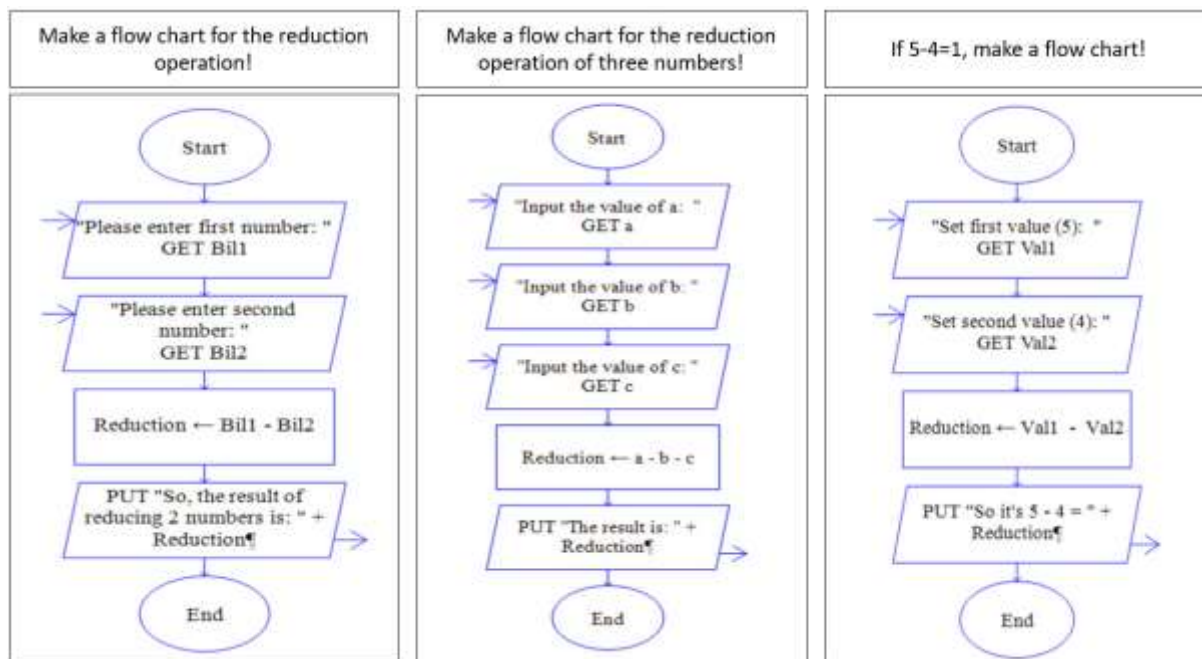 Make a flow chart for the reduction
operation!
Start
"Please enter first number: "
GET Bil1
"Please enter second
number: "
GET Bil2
Reduction ← Bil1 - Bil2
PUT "So, the result of
reducing 2 numbers is: " +
Reduction¶
End
Make a flow chart for the reduction
operation of three numbers!
Start
"Input the value of a:  "
GET a
"Input the value of b: "
GET b
"Input the value of c: "
GET c
Reduction ← a - b - c
PUT "The result is: " +
Reduction¶
End
If 5-4=1, make a flow chart!
Start
"Set first value (5):  "
GET Val1
"Set second value (4): "
GET Val2
Reduction ← Val1 - Val2
PUT "So it's 5 - 4 = " +
Reduction¶
End